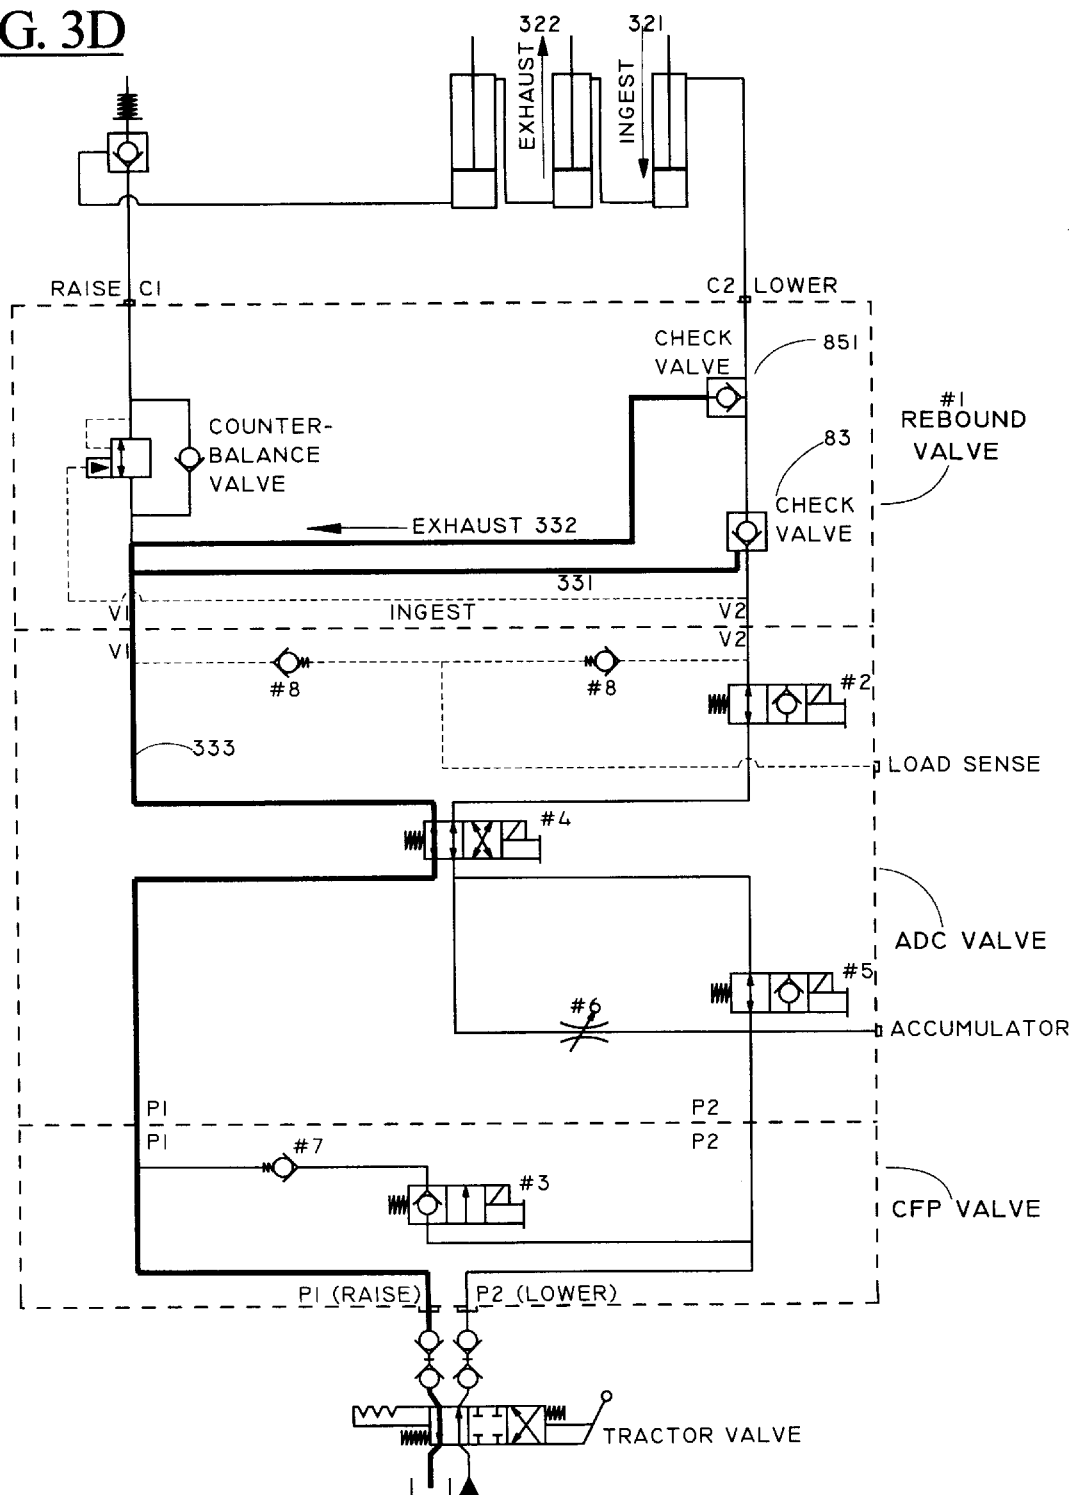 G. 3D
322
321
EXHAUST
INGEST
RAISE C1
C2 LOWER
CHECK
VALVE
851
#1
REBOUND
VALVE
COUNTER-
BALANCE
VALVE
83
CHECK
VALVE
EXHAUST 332
331
V1
INGEST
V2
V1
V2
#8
#8
#2
333
LOAD SENSE
#4
ADC VALVE
#5
#6
ACCUMULATOR
P1
P2
P1
P2
#7
#3
CFP VALVE
P1 (RAISE)
P2 (LOWER)
TRACTOR VALVE